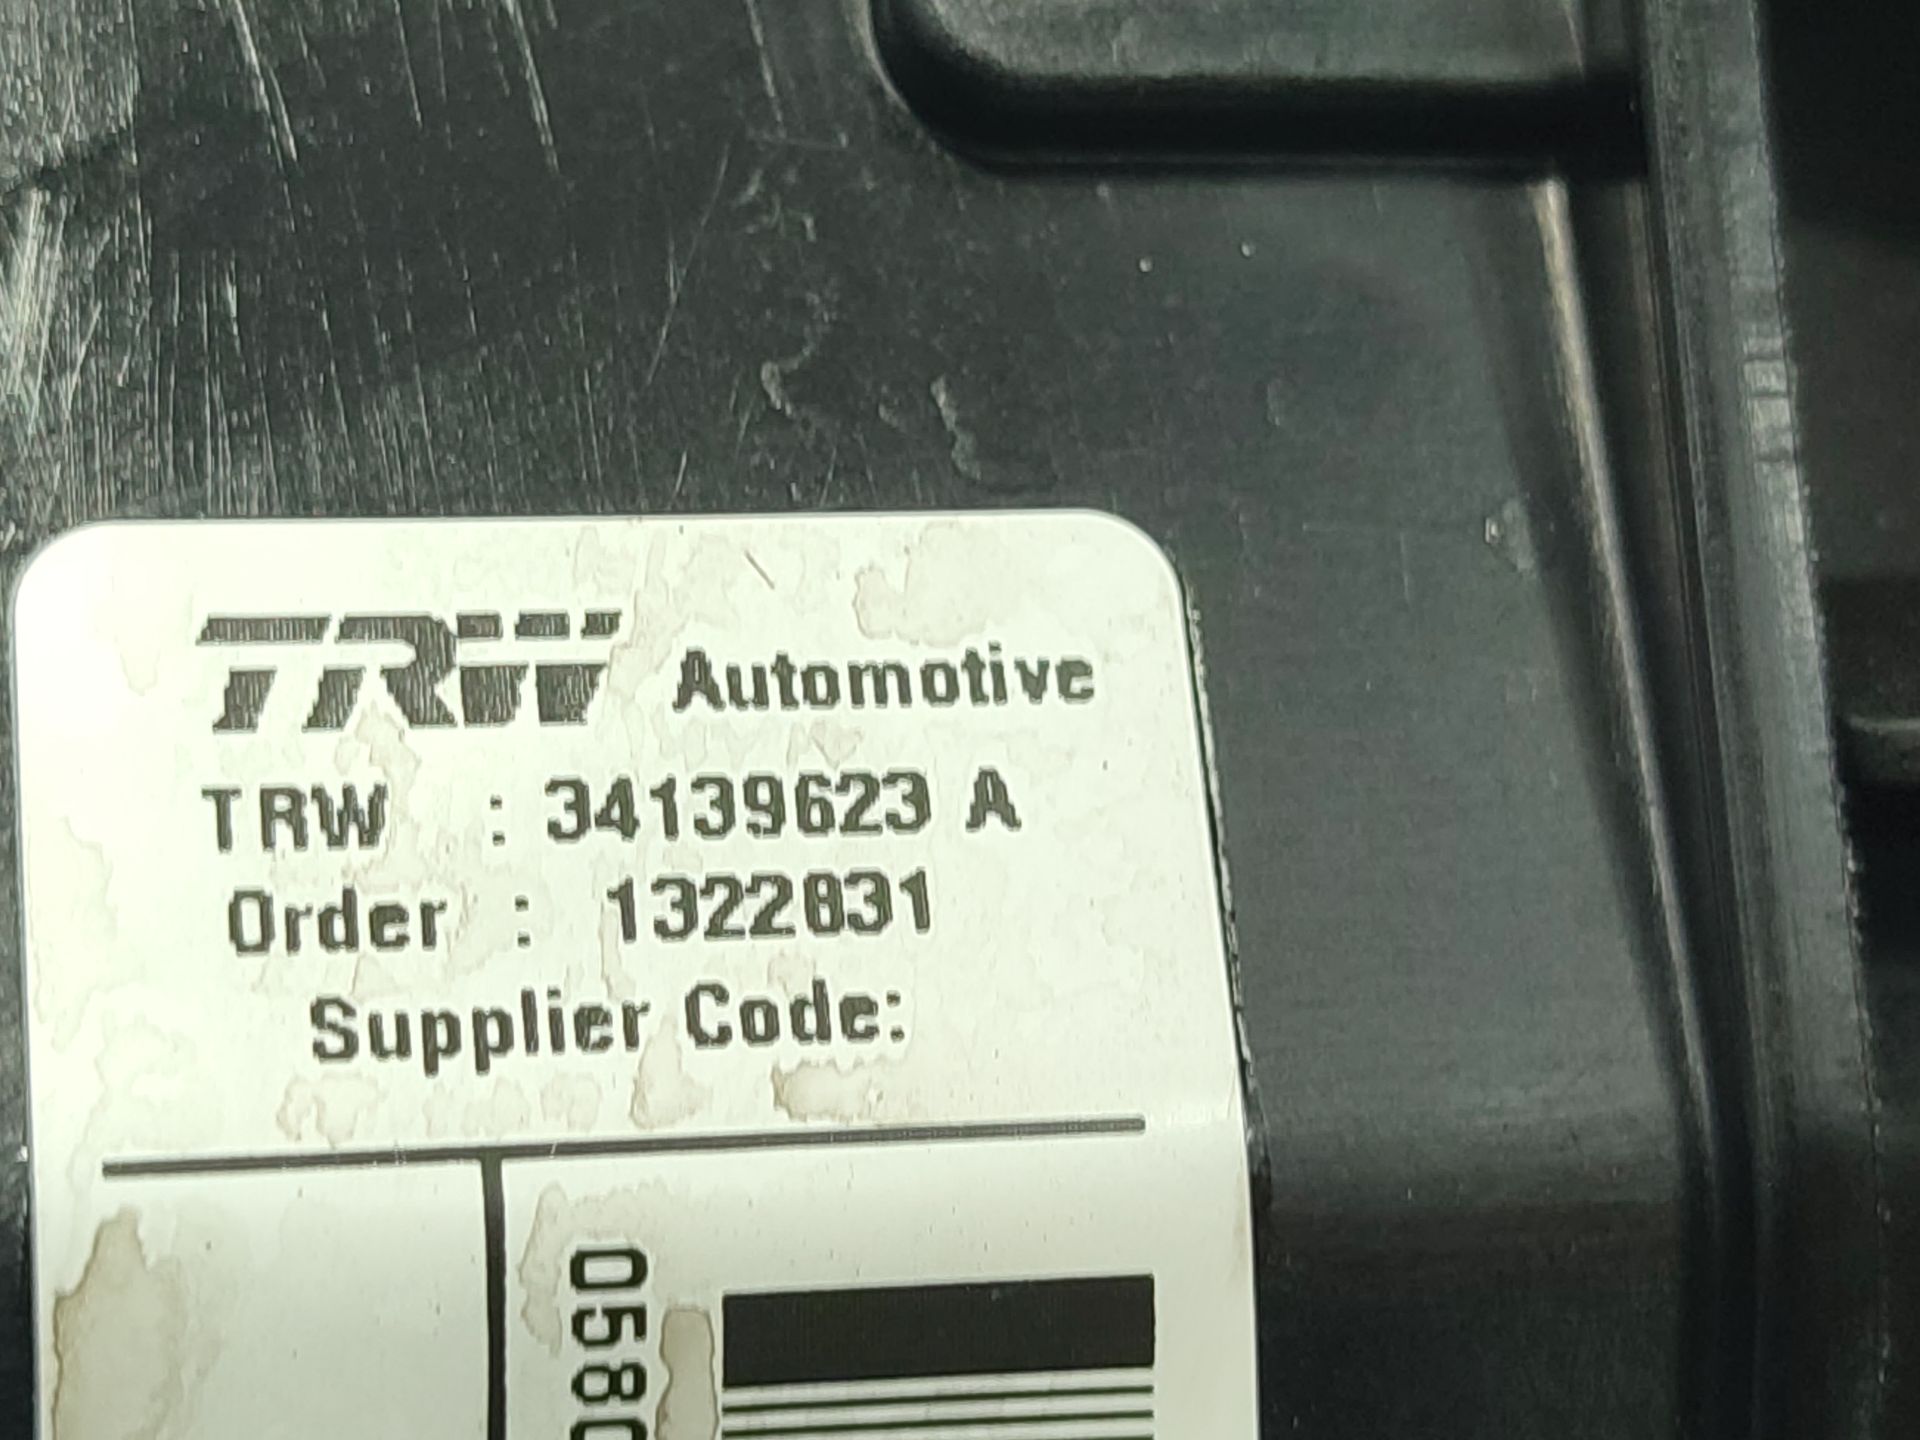 TRW Automotive
TRW : 34139623 A
Order : 1322831
Supplier Code:
0580